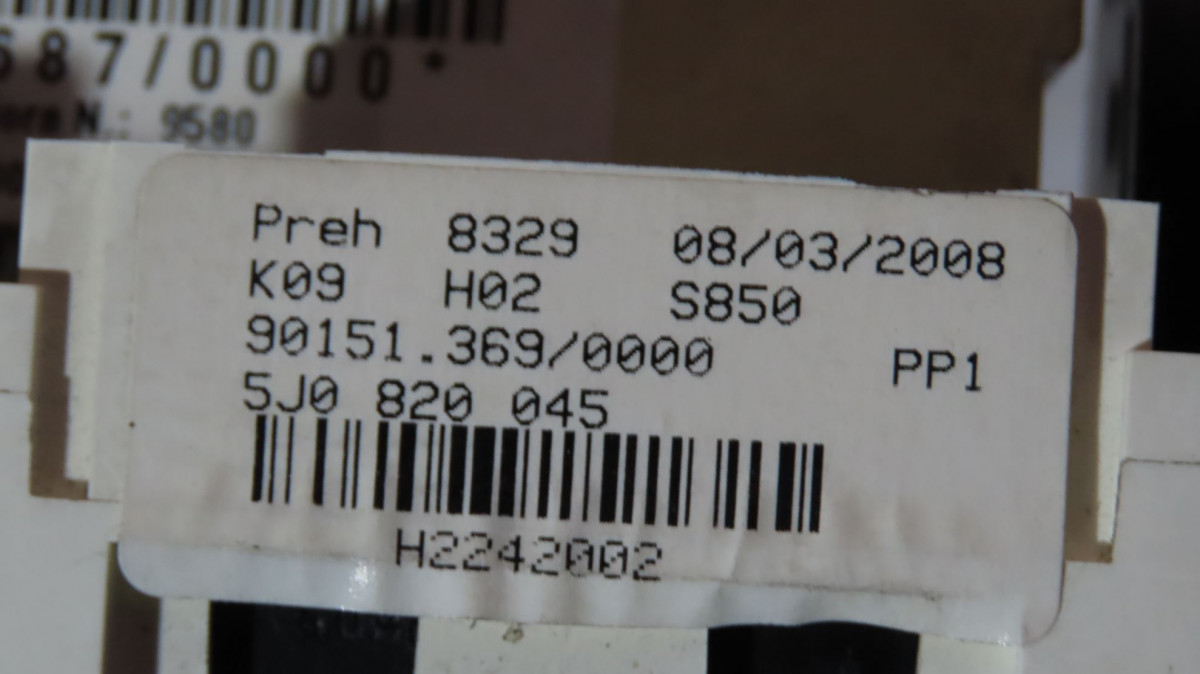 687/0000*
N.: 9580
Preh 8329 08/03/2008
K09 H02 S850
90151.369/0000 PP1
5J0 820 045
H2242002